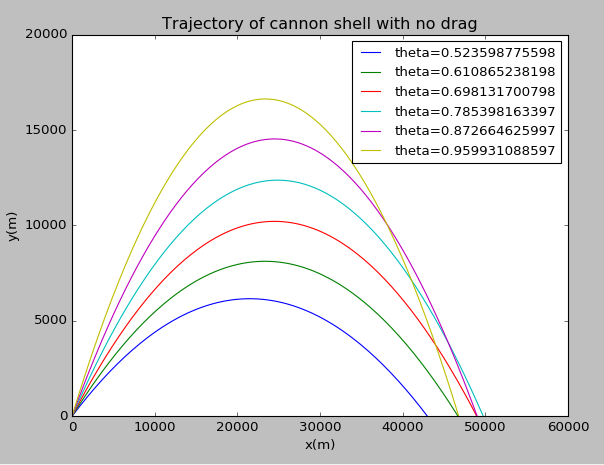 Trajectory of cannon shell with no drag
20000
15000
10000
5000
0
y(m)
theta=0.523598775598
theta=0.610865238198
theta=0.698131700798
theta=0.785398163397
theta=0.872664625997
theta=0.959931088597
0 10000 20000 30000 40000 50000 60000
x(m)